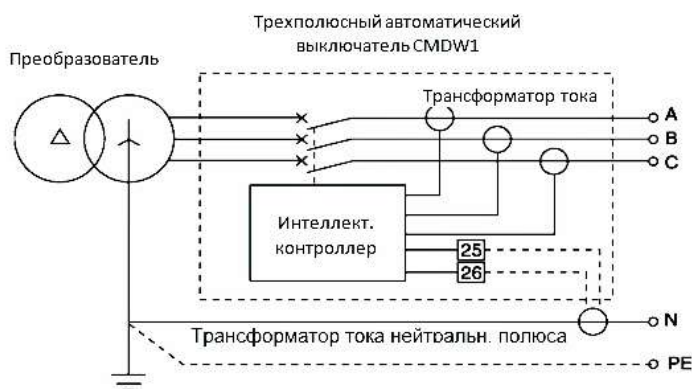 Трехполюсный автоматический
выключатель CMDW1
Преобразователь
Трансформатор тока
A
B
C
Интеллект.
контроллер
25
26
N
Трансформатор тока нейтральн. полюса
PE